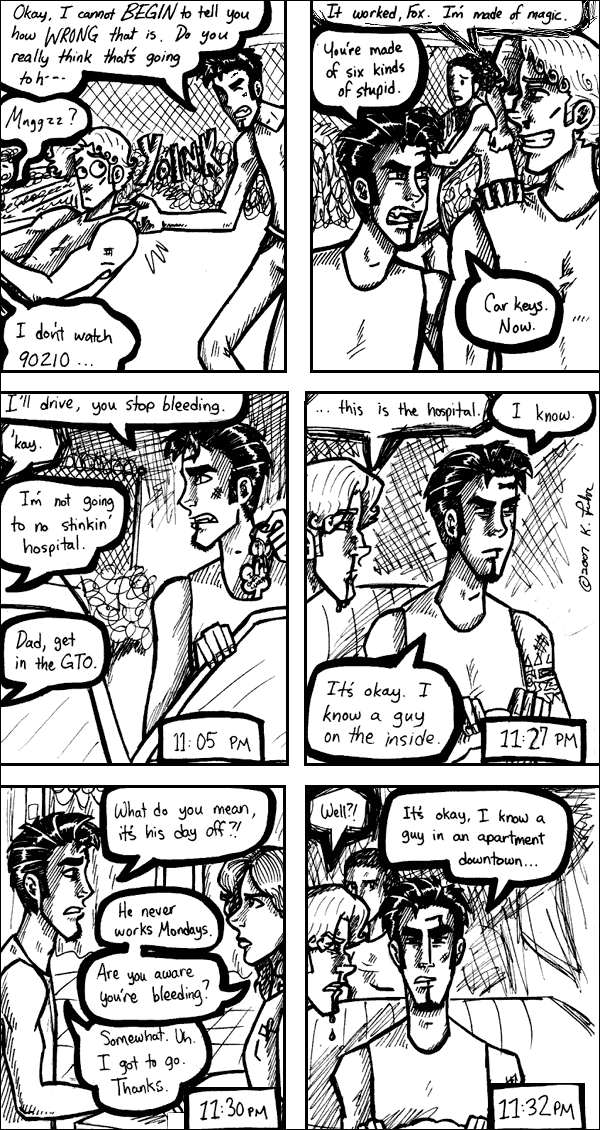 Okay, I cannot BEGIN to tell you
how WRONG that is. Do you
really think that's going
to h---
Mnggzz?
YOINK
I don't watch
90210 ...
It worked, Fox. I'm made of magic.
You're made
of six kinds
of stupid.
Car keys.
Now.
I'll drive, you stop bleeding.
'kay.
I'm not going
to no stinkin'
hospital.
Dad, get
in the GTO.
11:05 PM
... this is the hospital.
I know.
It's okay. I
know a guy
on the inside.
11:27 PM
What do you mean,
it's his day off?!
He never
works Mondays.
Are you aware
you're bleeding?
Somewhat. Uh.
I got to go.
Thanks.
11:30 PM
Well?!
It's okay, I know a
guy in an apartment
downtown...
11:32 PM